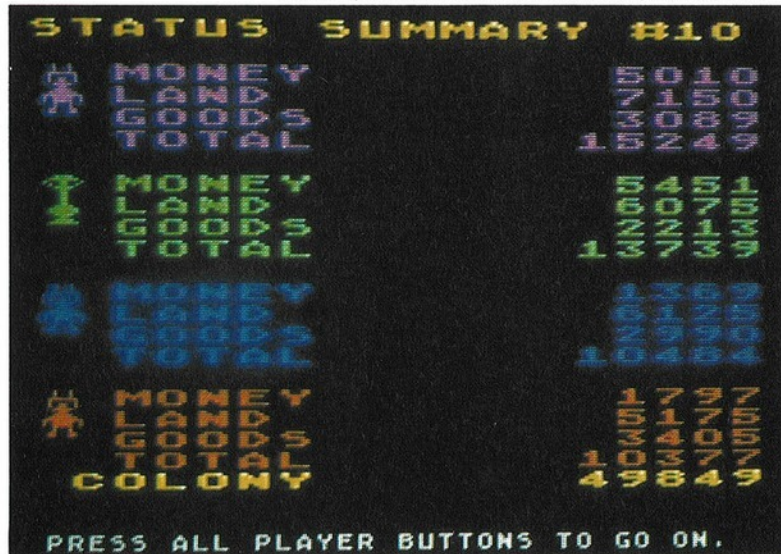 STATUS SUMMARY #10
MONEY 5010
LAND 7150
GOODS 3089
TOTAL 15249
MONEY 5451
LAND 6075
GOODS 2213
TOTAL 13739
MONEY 1369
LAND 6125
GOODS 2990
TOTAL 10484
MONEY 1797
LAND 5175
GOODS 3405
TOTAL 10377
COLONY 49849
PRESS ALL PLAYER BUTTONS TO GO ON.